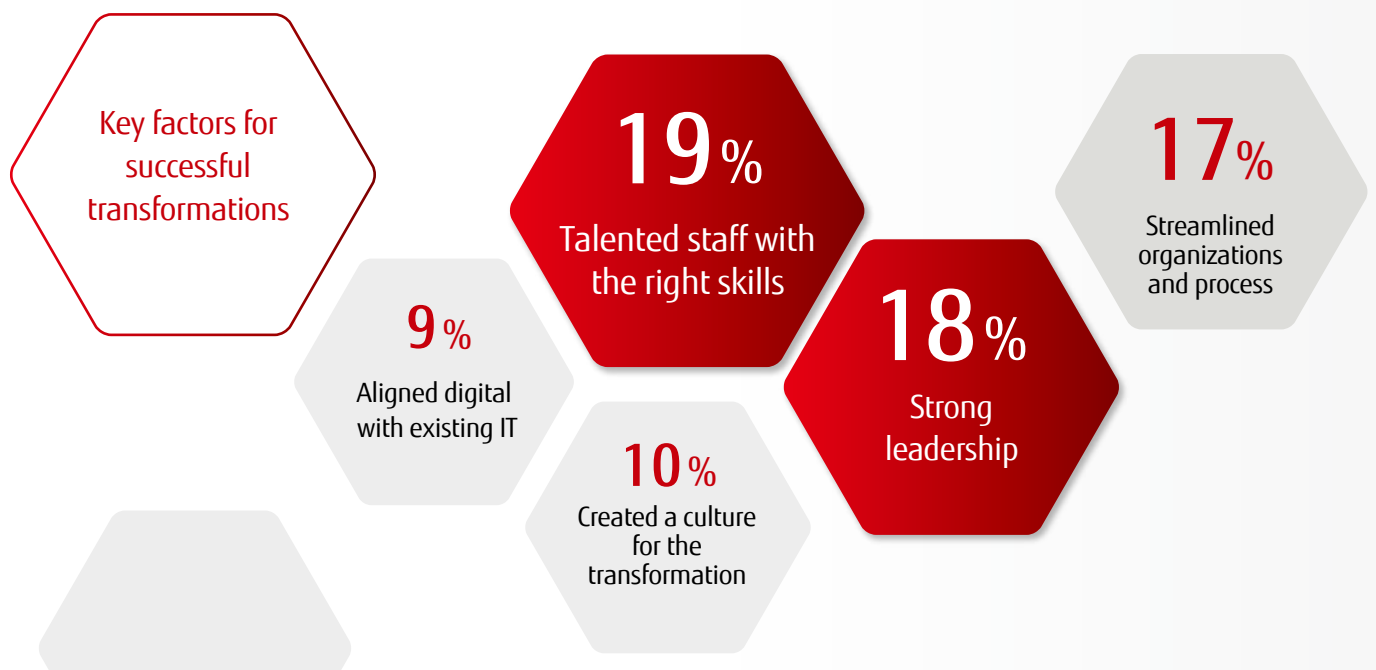 Key factors for
successful
transformations
19%
Talented staff with
the right skills
17%
Streamlined
organizations
and process
9%
Aligned digital
with existing IT
18%
Strong
leadership
10%
Created a culture
for the
transformation